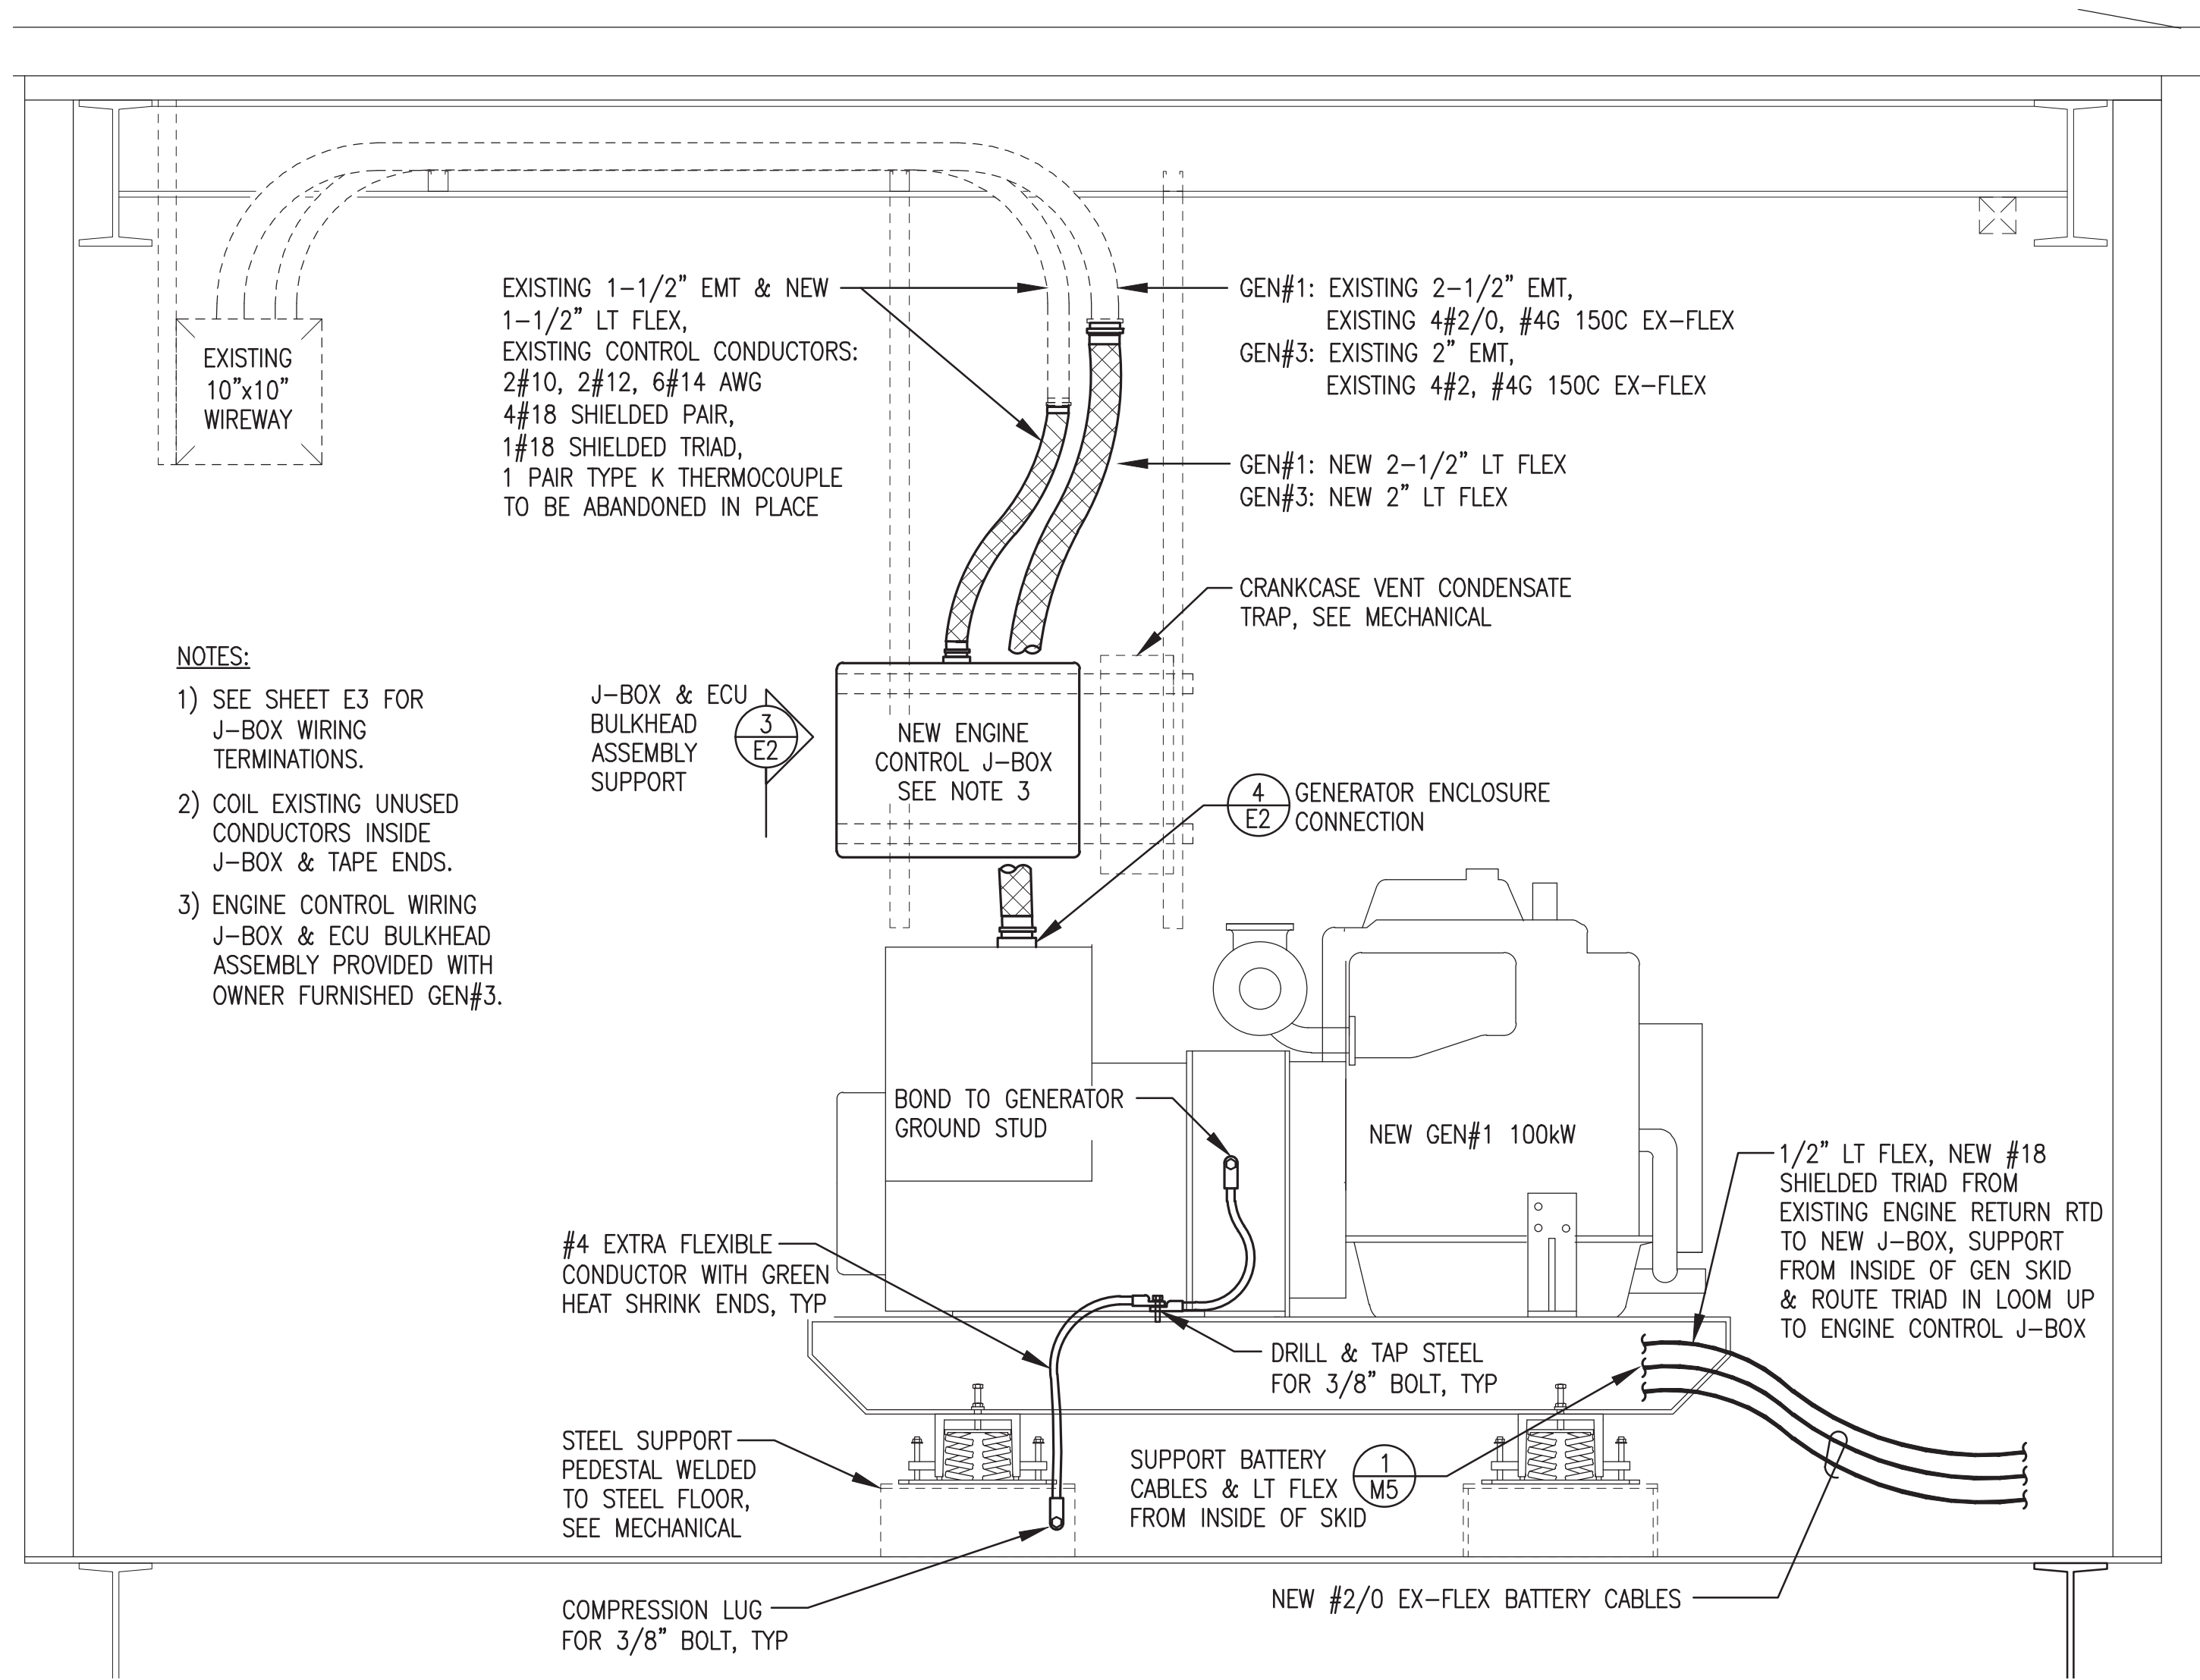 EXISTING 1-1/2" EMT & NEW
1-1/2" LT FLEX,
EXISTING CONTROL CONDUCTORS:
2#10, 2#12, 6#14 AWG
4#18 SHIELDED PAIR,
1#18 SHIELDED TRIAD,
1 PAIR TYPE K THERMOCOUPLE
TO BE ABANDONED IN PLACE
GEN#1: EXISTING 2-1/2" EMT,
EXISTING 4#2/0, #4G 150C EX-FLEX
GEN#3: EXISTING 2" EMT,
EXISTING 4#2, #4G 150C EX-FLEX
EXISTING
10"x10"
WIREWAY
GEN#1: NEW 2-1/2" LT FLEX
GEN#3: NEW 2" LT FLEX
CRANKCASE VENT CONDENSATE
TRAP, SEE MECHANICAL
NOTES:
1) SEE SHEET E3 FOR
J-BOX WIRING
TERMINATIONS.
2) COIL EXISTING UNUSED
CONDUCTORS INSIDE
J-BOX & TAPE ENDS.
3) ENGINE CONTROL WIRING
J-BOX & ECU BULKHEAD
ASSEMBLY PROVIDED WITH
OWNER FURNISHED GEN#3.
J-BOX & ECU
BULKHEAD
ASSEMBLY
SUPPORT
3
E2
NEW ENGINE
CONTROL J-BOX
SEE NOTE 3
4
E2
GENERATOR ENCLOSURE
CONNECTION
BOND TO GENERATOR
GROUND STUD
NEW GEN#1 100kW
1/2" LT FLEX, NEW #18
SHIELDED TRIAD FROM
EXISTING ENGINE RETURN RTD
TO NEW J-BOX, SUPPORT
FROM INSIDE OF GEN SKID
& ROUTE TRIAD IN LOOM UP
TO ENGINE CONTROL J-BOX
#4 EXTRA FLEXIBLE
CONDUCTOR WITH GREEN
HEAT SHRINK ENDS, TYP
DRILL & TAP STEEL
FOR 3/8" BOLT, TYP
STEEL SUPPORT
PEDESTAL WELDED
TO STEEL FLOOR,
SEE MECHANICAL
SUPPORT BATTERY
CABLES & LT FLEX
FROM INSIDE OF SKID
1
M5
COMPRESSION LUG
FOR 3/8" BOLT, TYP
NEW #2/0 EX-FLEX BATTERY CABLES